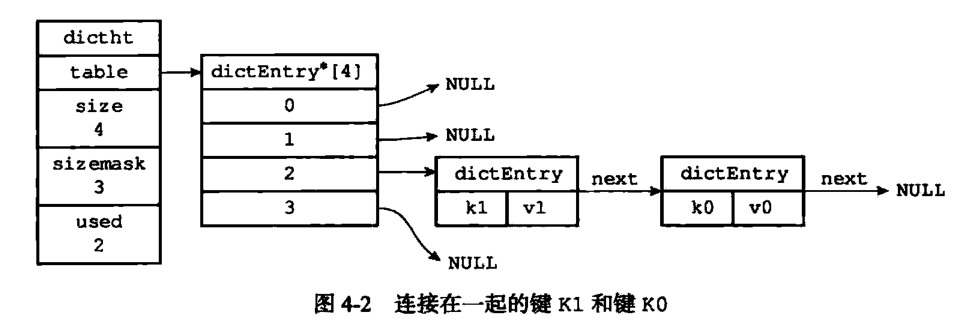 dictht
table
size
4
sizemask
3
used
2
dictEntry*[4]
0
1
2
3
NULL
NULL
dictEntry
k1 v1
next
dictEntry
k0 v0
next
NULL
NULL
图 4-2 连接在一起的键 K1 和键 K0